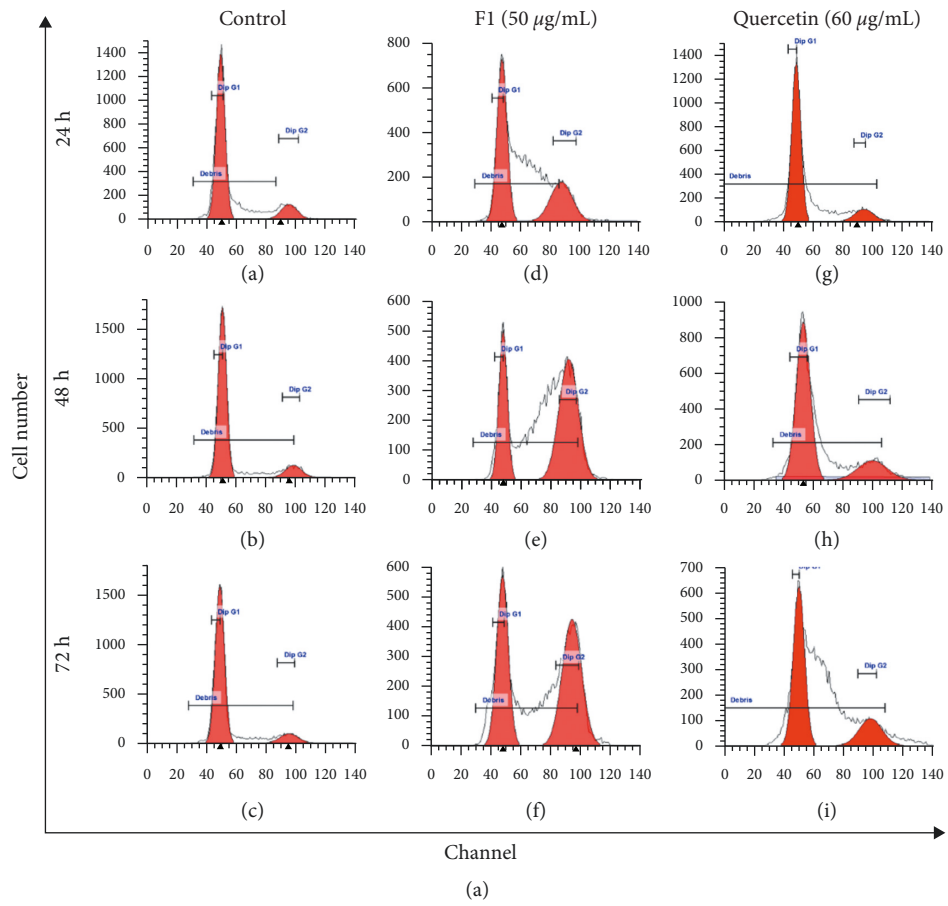 Control
F1 (50 µg/mL)
Quercetin (60 µg/mL)
Cell number
24 h
1400
1200
1000
800
600
400
200
0
Dip G1
Dip G2
Debris
0 20 40 60 80 100 120 140
(a)
800
600
400
200
0
Dip G1
Dip G2
Debris
0 20 40 60 80 100 120 140
(d)
1400
1200
1000
800
600
400
200
0
Dip G1
Dip G2
Debris
0 20 40 60 80 100 120 140
(g)
48 h
1500
1000
500
0
Dip G1
Dip G2
Debris
0 20 40 60 80 100 120 140
(b)
600
500
400
300
200
100
0
Dip G1
Dip G2
Debris
0 20 40 60 80 100 120 140
(e)
1000
800
600
400
200
0
Dip G1
Dip G2
Debris
0 20 40 60 80 100 120 140
(h)
72 h
1500
1000
500
0
Dip G1
Dip G2
Debris
0 20 40 60 80 100 120 140
(c)
600
500
400
300
200
100
0
Dip G1
Dip G2
Debris
0 20 40 60 80 100 120 140
(f)
700
600
500
400
300
200
100
0
Dip G1
Dip G2
Debris
0 20 40 60 80 100 120 140
(i)
Channel
(a)